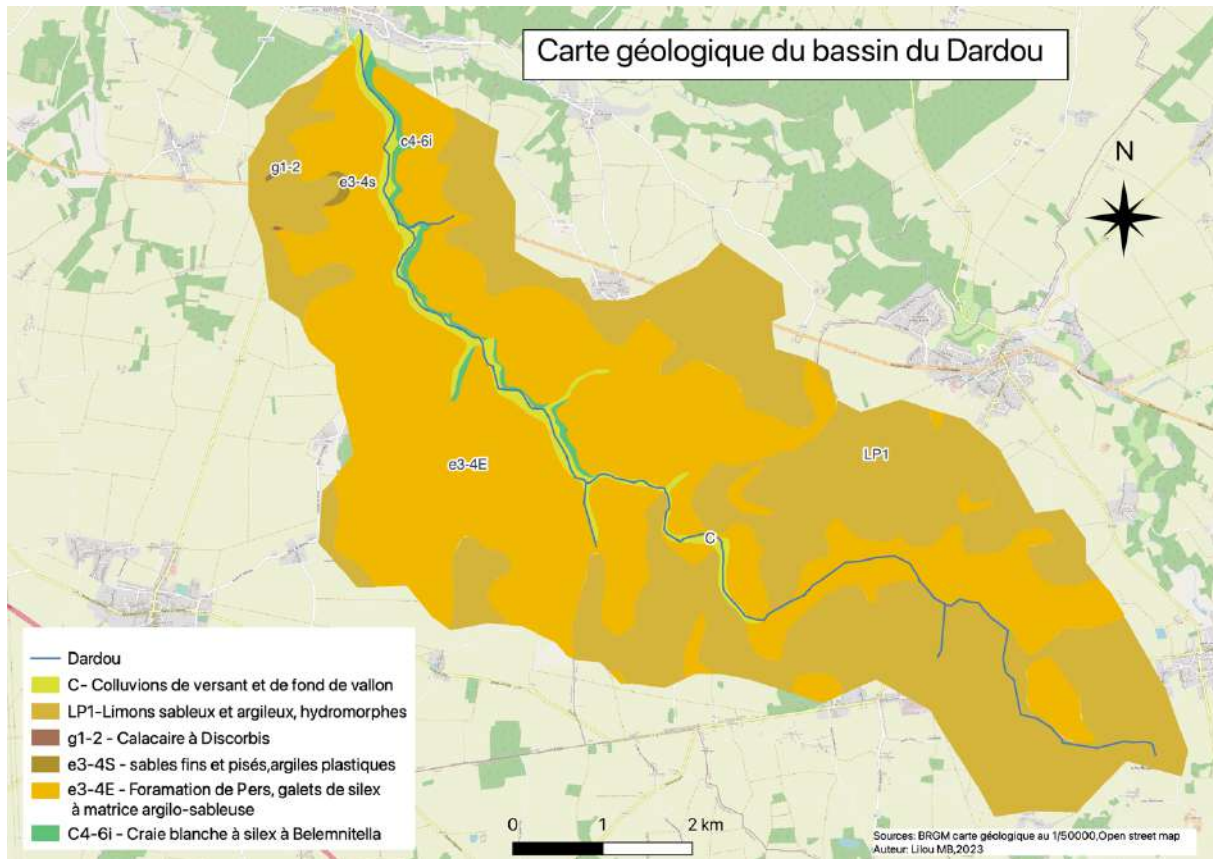 Carte géologique du bassin du Dardou
N
c4-6i
g1-2
e3-4s
e3-4E
LP1
C
Dardou
C- Colluvions de versant et de fond de vallon
LP1-Limons sableux et argileux, hydromorphes
g1-2 - Calacaire à Discorbis
e3-4S - sables fins et pisés,argiles plastiques
e3-4E - Foramation de Pers, galets de silex
à matrice argilo-sableuse
C4-6i - Craie blanche à silex à Belemnitella
0 1 2 km
Sources: BRGM carte géologique au 1/50000,Open street map
Auteur: Lilou MB,2023